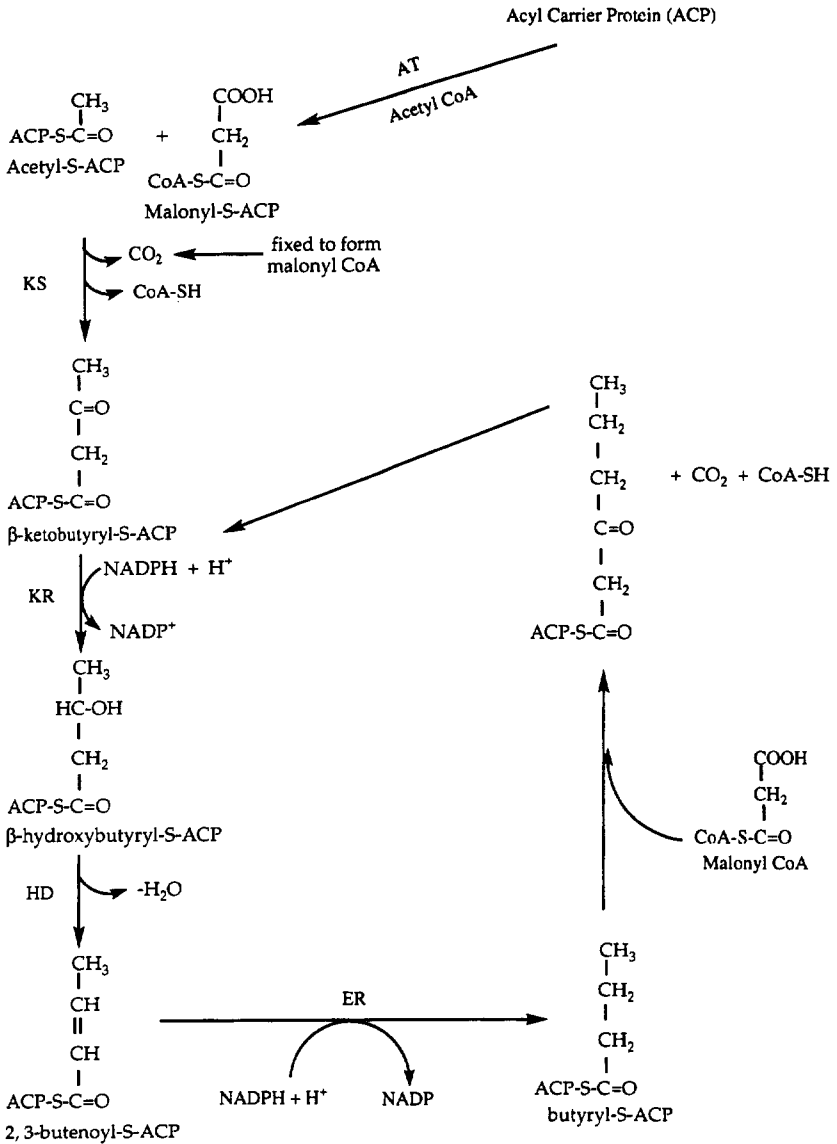 Acyl Carrier Protein (ACP)
AT
Acetyl CoA
CH₃
ACP-S-C=O
Acetyl-S-ACP
+
COOH
CH₂
CoA-S-C=O
Malonyl-S-ACP
KS
CO₂
fixed to form
malonyl CoA
CoA-SH
CH₃
C=O
CH₂
ACP-S-C=O
β-ketobutyryl-S-ACP
KR
NADPH + H⁺
NADP⁺
CH₃
HC-OH
CH₂
ACP-S-C=O
β-hydroxybutyryl-S-ACP
HD
-H₂O
CH₃
CH
CH
ACP-S-C=O
2, 3-butenoyl-S-ACP
ER
NADPH + H⁺
NADP
CH₃
CH₂
CH₂
ACP-S-C=O
butyryl-S-ACP
COOH
CH₂
CoA-S-C=O
Malonyl CoA
CH₃
CH₂
CH₂
C=O
CH₂
ACP-S-C=O
+ CO₂ + CoA-SH